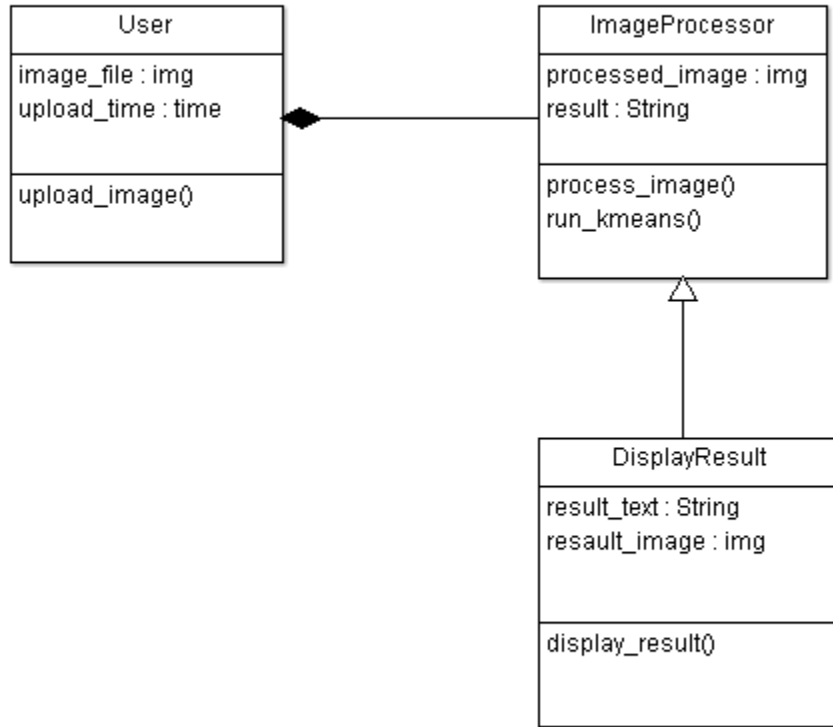 User
image_file : img
upload_time : time
upload_image()
ImageProcessor
processed_image : img
result : String
process_image()
run_kmeans()
DisplayResult
result_text : String
resault_image : img
display_result()